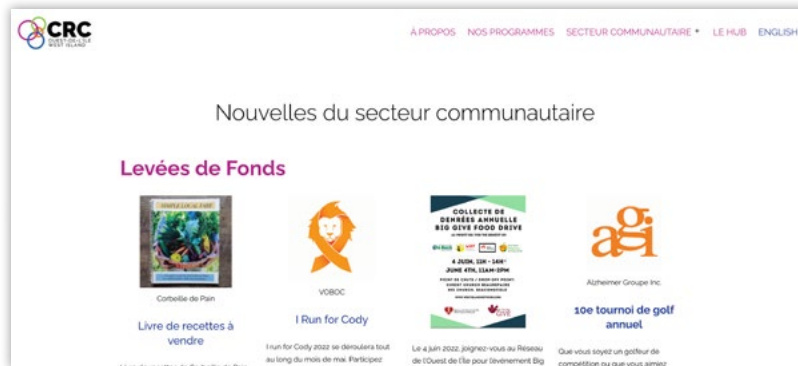 CRC
OUEST-DE-L'ÎLE
WEST ISLAND
À PROPOS NOS PROGRAMMES SECTEUR COMMUNAUTAIRE LE HUB ENGLISH
Nouvelles du secteur communautaire
Levées de Fonds
SIMPLE LOCAL FARE
Corbeille de Pain
Livre de recettes à
vendre
VOBOC
I Run for Cody
I run for Cody 2022 se déroulera tout
au long du mois de mai. Participez
COLLECTE DE
DENRÉES ANNUELLE
BIG GIVE FOOD DRIVE
4 JUIN, 11H - 14H
JUNE 4TH, 11AM-2PM
Le 4 juin 2022, joignez-vous au Réseau
de l'Ouest de l'île pour l'événement Big
agi
Alzheimer Groupe Inc.
10e tournoi de golf
annuel
Que vous soyez un golfeur de
compétition ou que vous aimiez